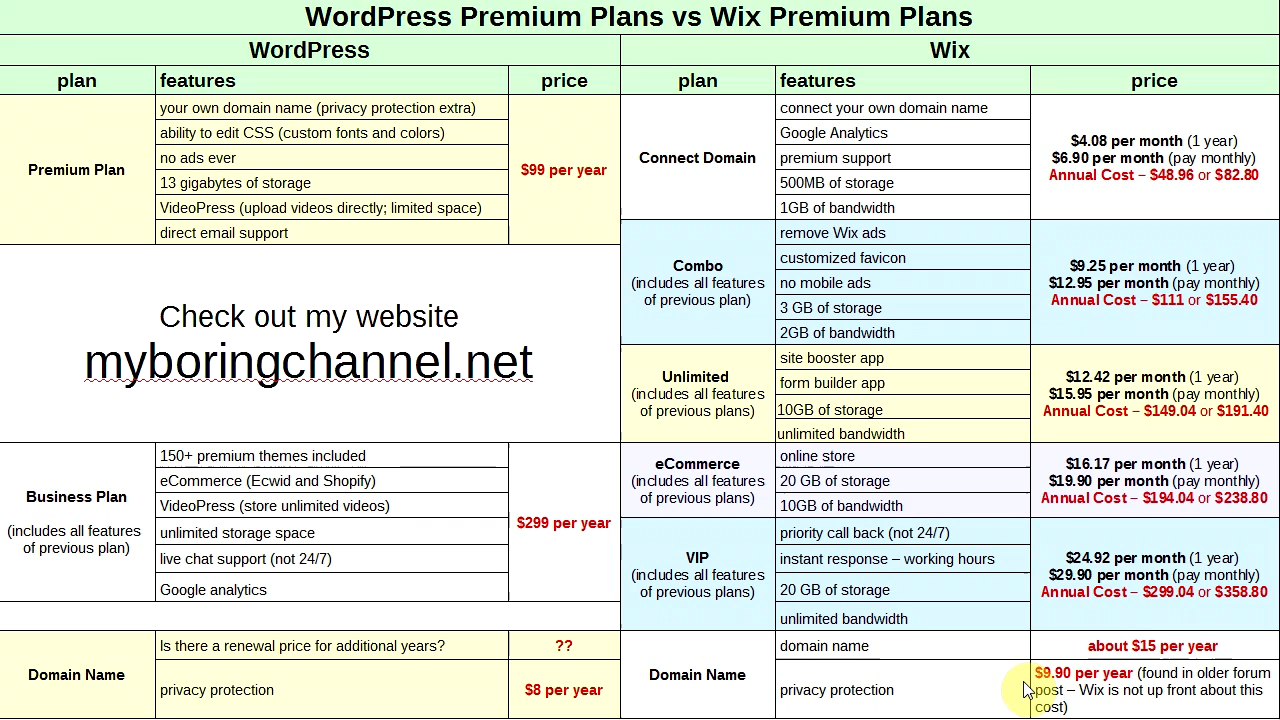 WordPress Premium Plans vs Wix Premium Plans
WordPress
Wix
plan
features
price
plan
features
price
Premium Plan
your own domain name (privacy protection extra)
ability to edit CSS (custom fonts and colors)
no ads ever
13 gigabytes of storage
VideoPress (upload videos directly; limited space)
direct email support
$99 per year
Check out my website
myboringchannel.net
Business Plan
(includes all features
of previous plan)
150+ premium themes included
eCommerce (Ecwid and Shopify)
VideoPress (store unlimited videos)
unlimited storage space
live chat support (not 24/7)
Google analytics
$299 per year
Domain Name
Is there a renewal price for additional years?
??
privacy protection
$8 per year
Connect Domain
connect your own domain name
Google Analytics
premium support
500MB of storage
1GB of bandwidth
$4.08 per month (1 year)
$6.90 per month (pay monthly)
Annual Cost – $48.96 or $82.80
Combo
(includes all features
of previous plan)
remove Wix ads
customized favicon
no mobile ads
3 GB of storage
2GB of bandwidth
$9.25 per month (1 year)
$12.95 per month (pay monthly)
Annual Cost – $111 or $155.40
Unlimited
(includes all features
of previous plans)
site booster app
form builder app
10GB of storage
unlimited bandwidth
$12.42 per month (1 year)
$15.95 per month (pay monthly)
Annual Cost – $149.04 or $191.40
eCommerce
(includes all features
of previous plans)
online store
20 GB of storage
10GB of bandwidth
$16.17 per month (1 year)
$19.90 per month (pay monthly)
Annual Cost – $194.04 or $238.80
VIP
(includes all features
of previous plans)
priority call back (not 24/7)
instant response – working hours
20 GB of storage
unlimited bandwidth
$24.92 per month (1 year)
$29.90 per month (pay monthly)
Annual Cost – $299.04 or $358.80
Domain Name
domain name
about $15 per year
privacy protection
$9.90 per year (found in older forum
post – Wix is not up front about this
cost)